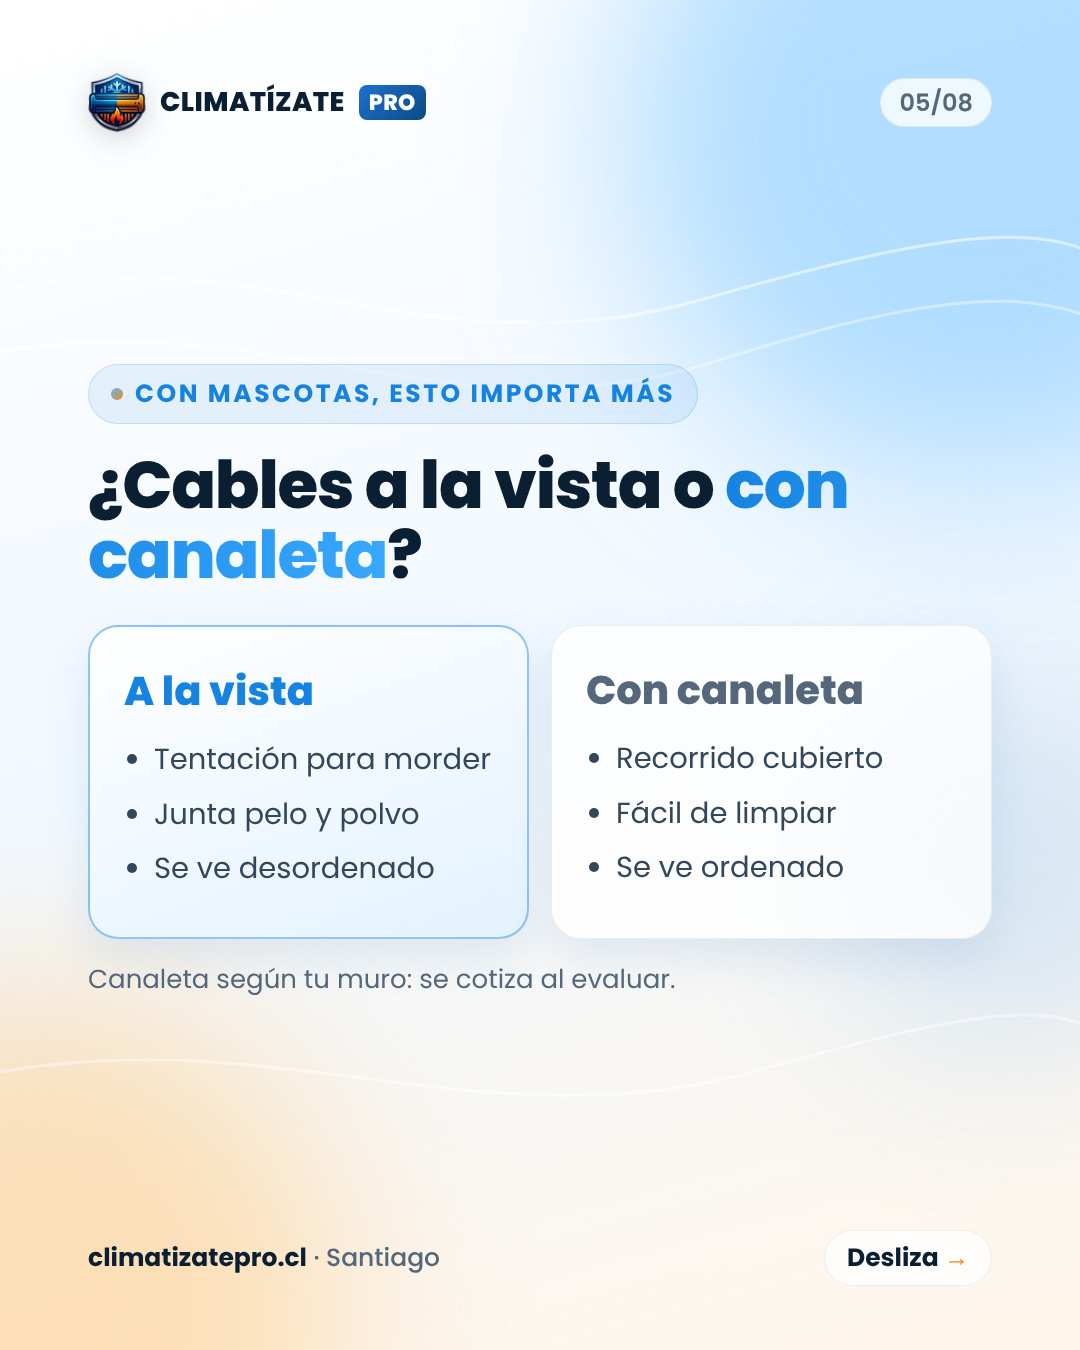 CLIMATÍZATE PRO
05/08
CON MASCOTAS, ESTO IMPORTA MÁS
¿Cables a la vista o con
canaleta?
A la vista
• Tentación para morder
• Junta pelo y polvo
• Se ve desordenado
Con canaleta
• Recorrido cubierto
• Fácil de limpiar
• Se ve ordenado
Canaleta según tu muro: se cotiza al evaluar.
climatizatepro.cl · Santiago
Desliza →